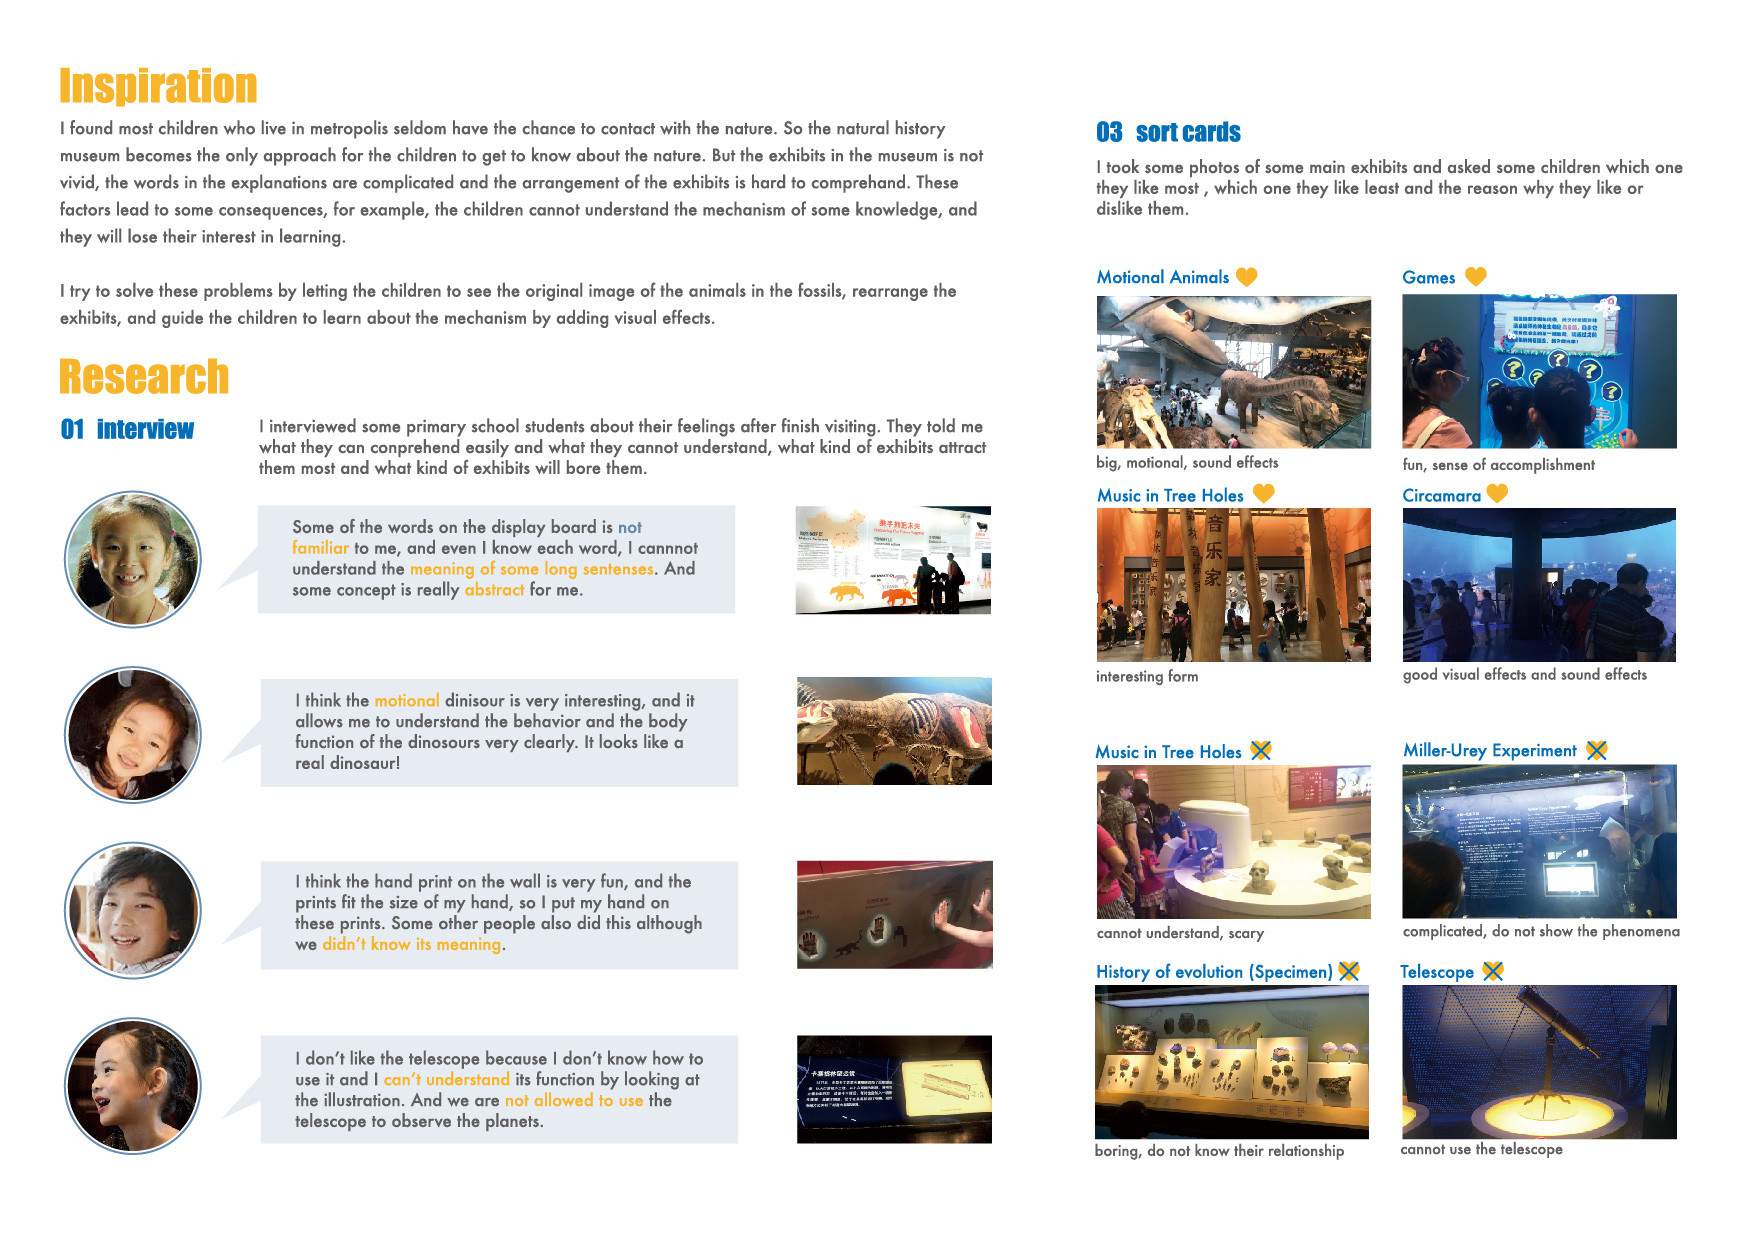 Inspiration
I found most children who live in metropolis seldom have the chance to contact with the nature. So the natural history
museum becomes the only approach for the children to get to know about the nature. But the exhibits in the museum is not
vivid, the words in the explanations are complicated and the arrangement of the exhibits is hard to comprehand. These
factors lead to some consequences, for example, the children cannot understand the mechanism of some knowledge, and
they will lose their interest in learning.
I try to solve these problems by letting the children to see the original image of the animals in the fossils, rearrange the
exhibits, and guide the children to learn about the mechanism by adding visual effects.
Research
01 interview
I interviewed some primary school students about their feelings after finish visiting. They told me
what they can conprehend easily and what they cannot understand, what kind of exhibits attract
them most and what kind of exhibits will bore them.
Some of the words on the display board is not
familiar to me, and even I know each word, I cannnot
understand the meaning of some long sentenses. And
some concept is really abstract for me.
I think the motional dinisour is very interesting, and it
allows me to understand the behavior and the body
function of the dinosours very clearly. It looks like a
real dinosaur!
I think the hand print on the wall is very fun, and the
prints fit the size of my hand, so I put my hand on
these prints. Some other people also did this although
we didn't know its meaning.
I don't like the telescope because I don't know how to
use it and I can't understand its function by looking at
the illustration. And we are not allowed to use the
telescope to observe the planets.
03 sort cards
I took some photos of some main exhibits and asked some children which one
they like most , which one they like least and the reason why they like or
dislike them.
Motional Animals
big, motional, sound effects
Games
fun, sense of accomplishment
Music in Tree Holes
音乐家
interesting form
Circamara
good visual effects and sound effects
Music in Tree Holes
cannot understand, scary
Miller-Urey Experiment
complicated, do not show the phenomena
History of evolution (Specimen)
boring, do not know their relationship
Telescope
cannot use the telescope